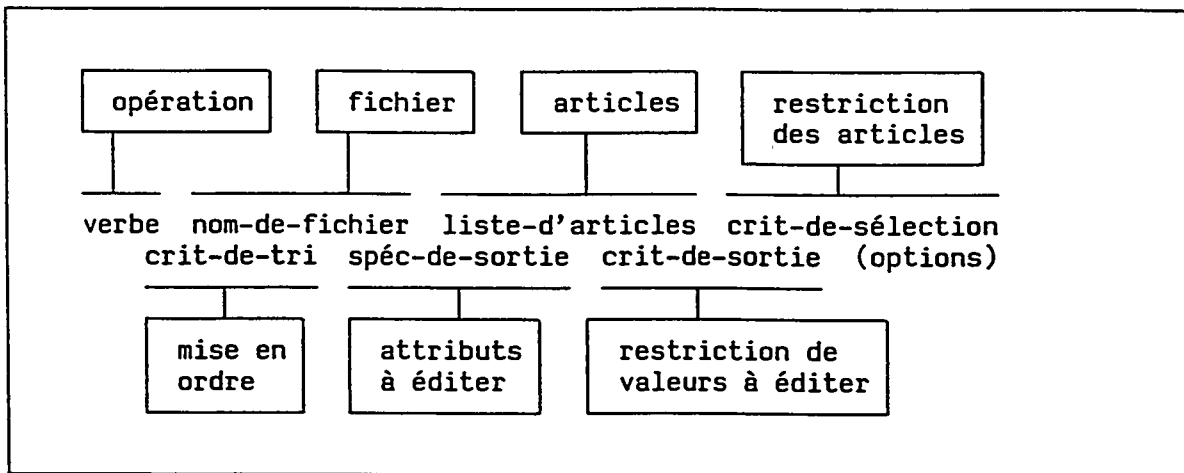 opération fichier articles restriction
des articles
verbe nom-de-fichier liste-d'articles crit-de-sélection
crit-de-tri spéc-de-sortie crit-de-sortie (options)
mise en attributs restriction de
ordre à éditer valeurs à éditer